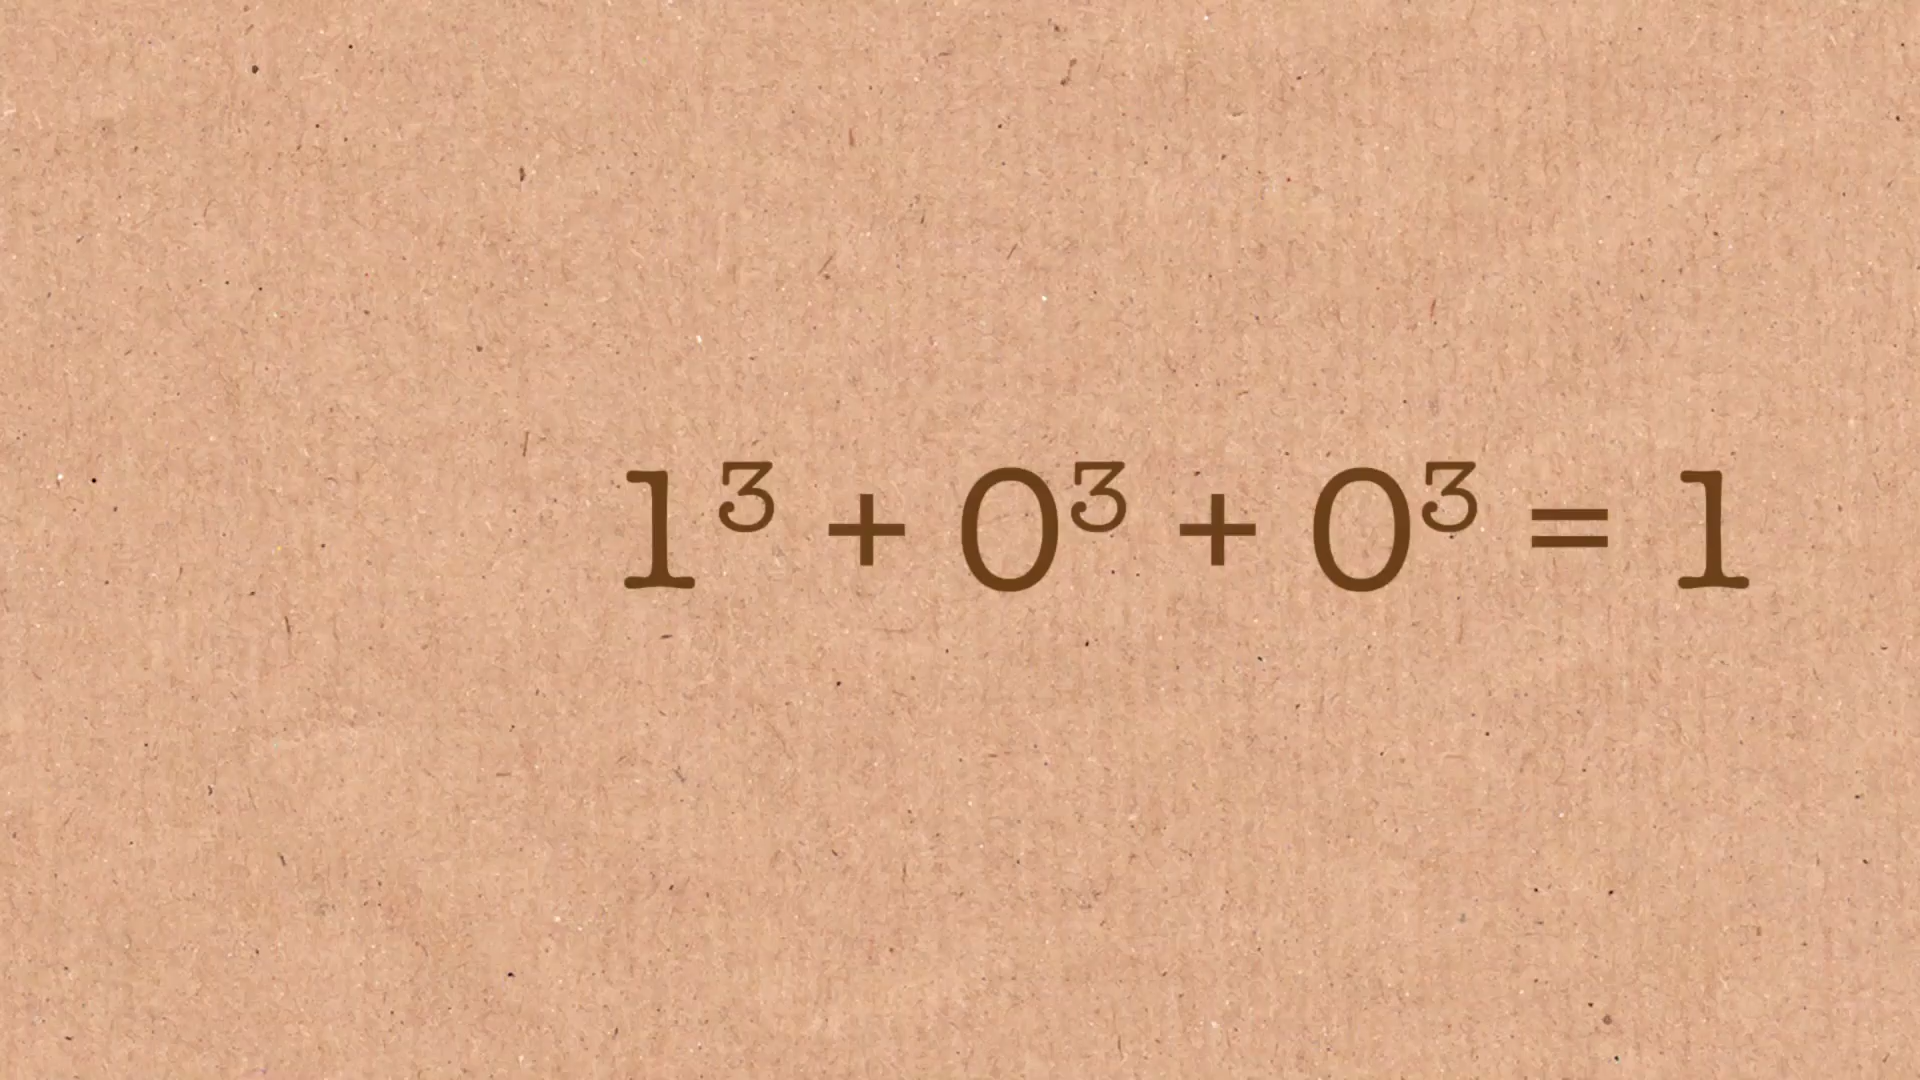 1³ + 0³ + 0³ = 1